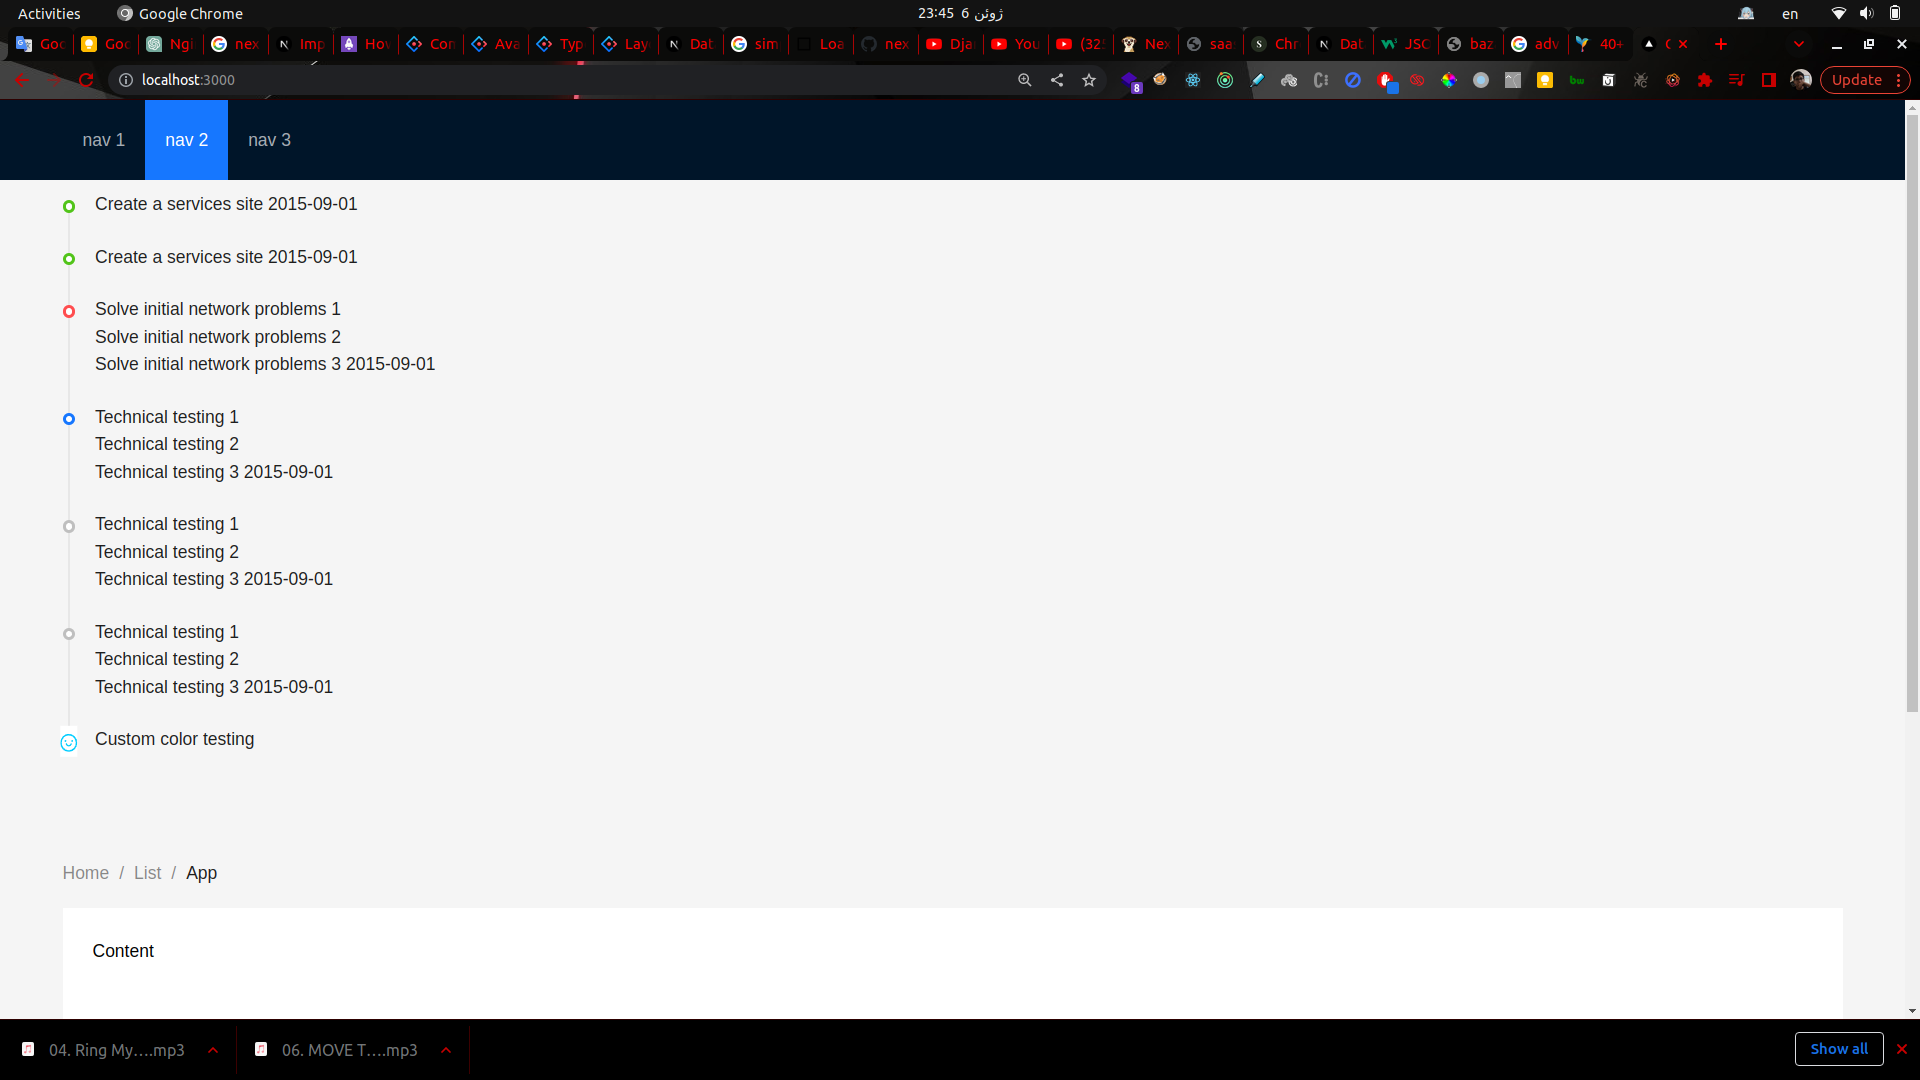 Activities
Google Chrome
23:45 6 ژوئن
en
Goo
Goo
Ngi
nex
Imp
Hov
Con
Ava
Typ
Lay
Dat
sim
Loa
nex
Dja
You
(32
Nex
saa
Chr
Dat
JSC
baz
adv
40+
localhost:3000
8
bw
Update
nav 1
nav 2
nav 3
Create a services site 2015-09-01
Create a services site 2015-09-01
Solve initial network problems 1
Solve initial network problems 2
Solve initial network problems 3 2015-09-01
Technical testing 1
Technical testing 2
Technical testing 3 2015-09-01
Technical testing 1
Technical testing 2
Technical testing 3 2015-09-01
Technical testing 1
Technical testing 2
Technical testing 3 2015-09-01
Custom color testing
Home / List / App
Content
04. Ring My....mp3
06. MOVE T....mp3
Show all